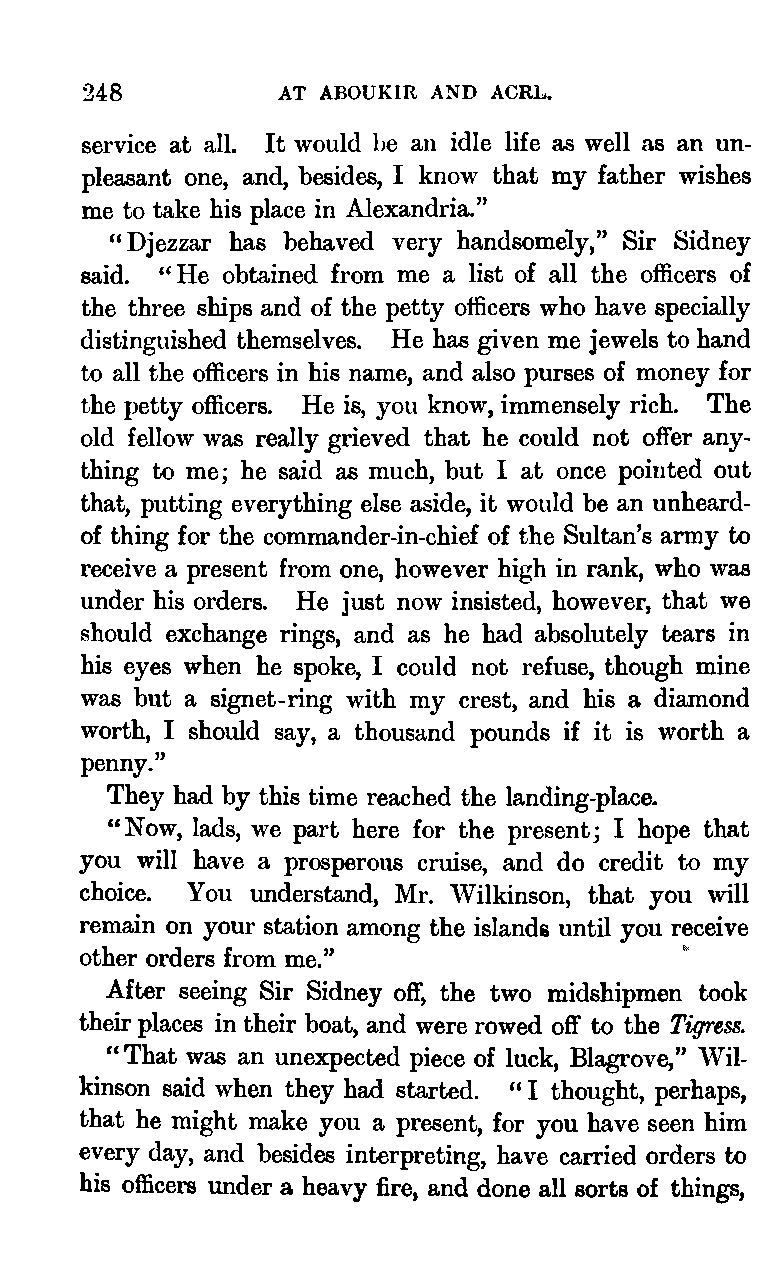 248 AT ABOUKIR AND ACRE.
service at all. It would be an idle life as well as an un-
pleasant one, and, besides, I know that my father wishes
me to take his place in Alexandria.”
“Djezzar has behaved very handsomely,” Sir Sidney
said. “He obtained from me a list of all the officers of
the three ships and of the petty officers who have specially
distinguished themselves. He has given me jewels to hand
to all the officers in his name, and also purses of money for
the petty officers. He is, you know, immensely rich. The
old fellow was really grieved that he could not offer any-
thing to me; he said as much, but I at once pointed out
that, putting everything else aside, it would be an unheard-
of thing for the commander-in-chief of the Sultan’s army to
receive a present from one, however high in rank, who was
under his orders. He just now insisted, however, that we
should exchange rings, and as he had absolutely tears in
his eyes when he spoke, I could not refuse, though mine
was but a signet-ring with my crest, and his a diamond
worth, I should say, a thousand pounds if it is worth a
penny.”
They had by this time reached the landing-place.
“Now, lads, we part here for the present; I hope that
you will have a prosperous cruise, and do credit to my
choice. You understand, Mr. Wilkinson, that you will
remain on your station among the islands until you receive
other orders from me.”
After seeing Sir Sidney off, the two midshipmen took
their places in their boat, and were rowed off to the Tigress.
“That was an unexpected piece of luck, Blagrove,” Wil-
kinson said when they had started. “I thought, perhaps,
that he might make you a present, for you have seen him
every day, and besides interpreting, have carried orders to
his officers under a heavy fire, and done all sorts of things,